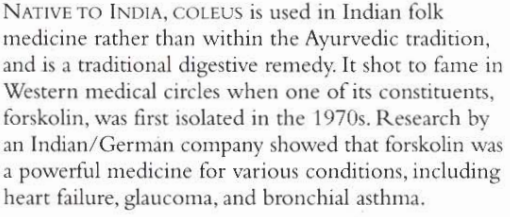 NATIVE TO INDIA, COLEUS is used in Indian folk
medicine rather than within the Ayurvedic tradition,
and is a traditional digestive remedy. It shot to fame in
Western medical circles when one of its constituents,
forskolin, was first isolated in the 1970s. Research by
an Indian/German company showed that forskolin was
a powerful medicine for various conditions, including
heart failure, glaucoma, and bronchial asthma.